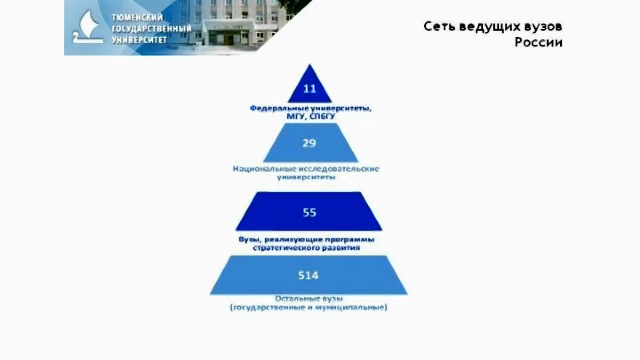 ТЮМЕНСКИЙ
ГОСУДАРСТВЕННЫЙ
УНИВЕРСИТЕТ
Сеть ведущих вузов
России
11
Федеральные университеты,
МГУ, СПбГУ
29
Национальные исследовательские
университеты
55
Вузы, реализующие программы
стратегического развития
514
Остальные вузы
(государственные и муниципальные)